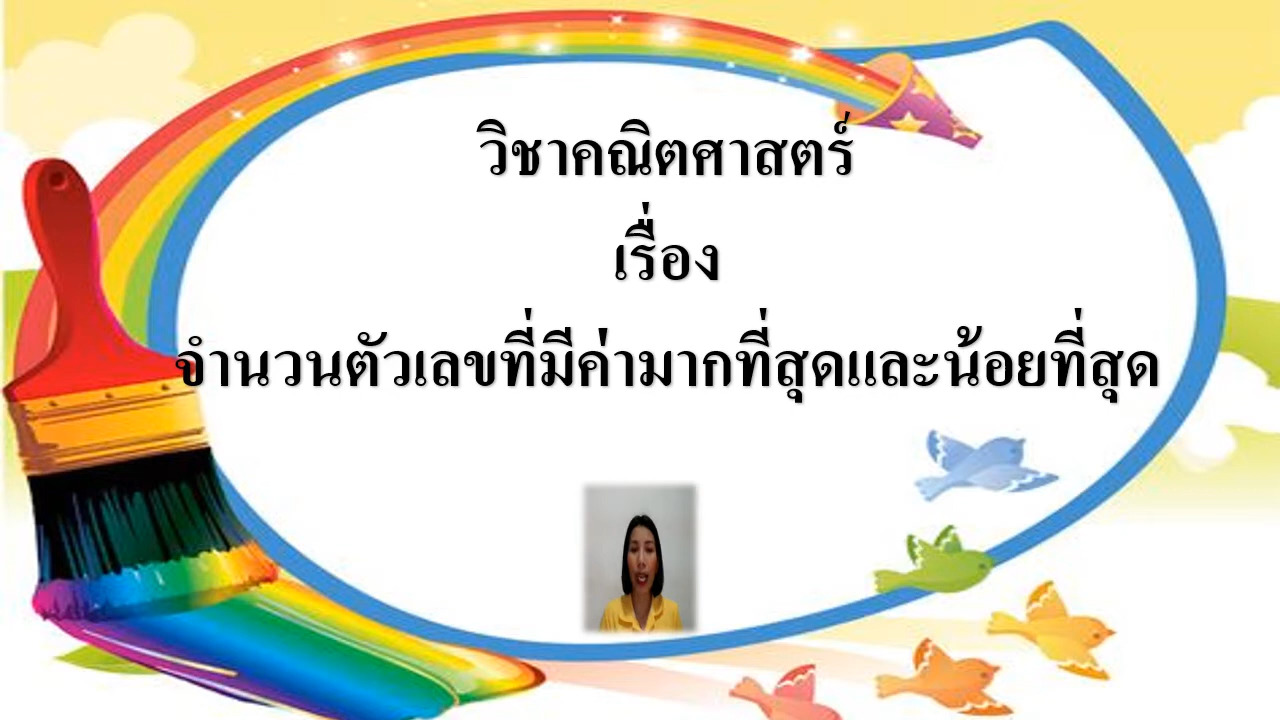 วิชาคณิตศาสตร์
เรื่อง
จำนวนตัวเลขที่มีค่ามากที่สุดและน้อยที่สุด